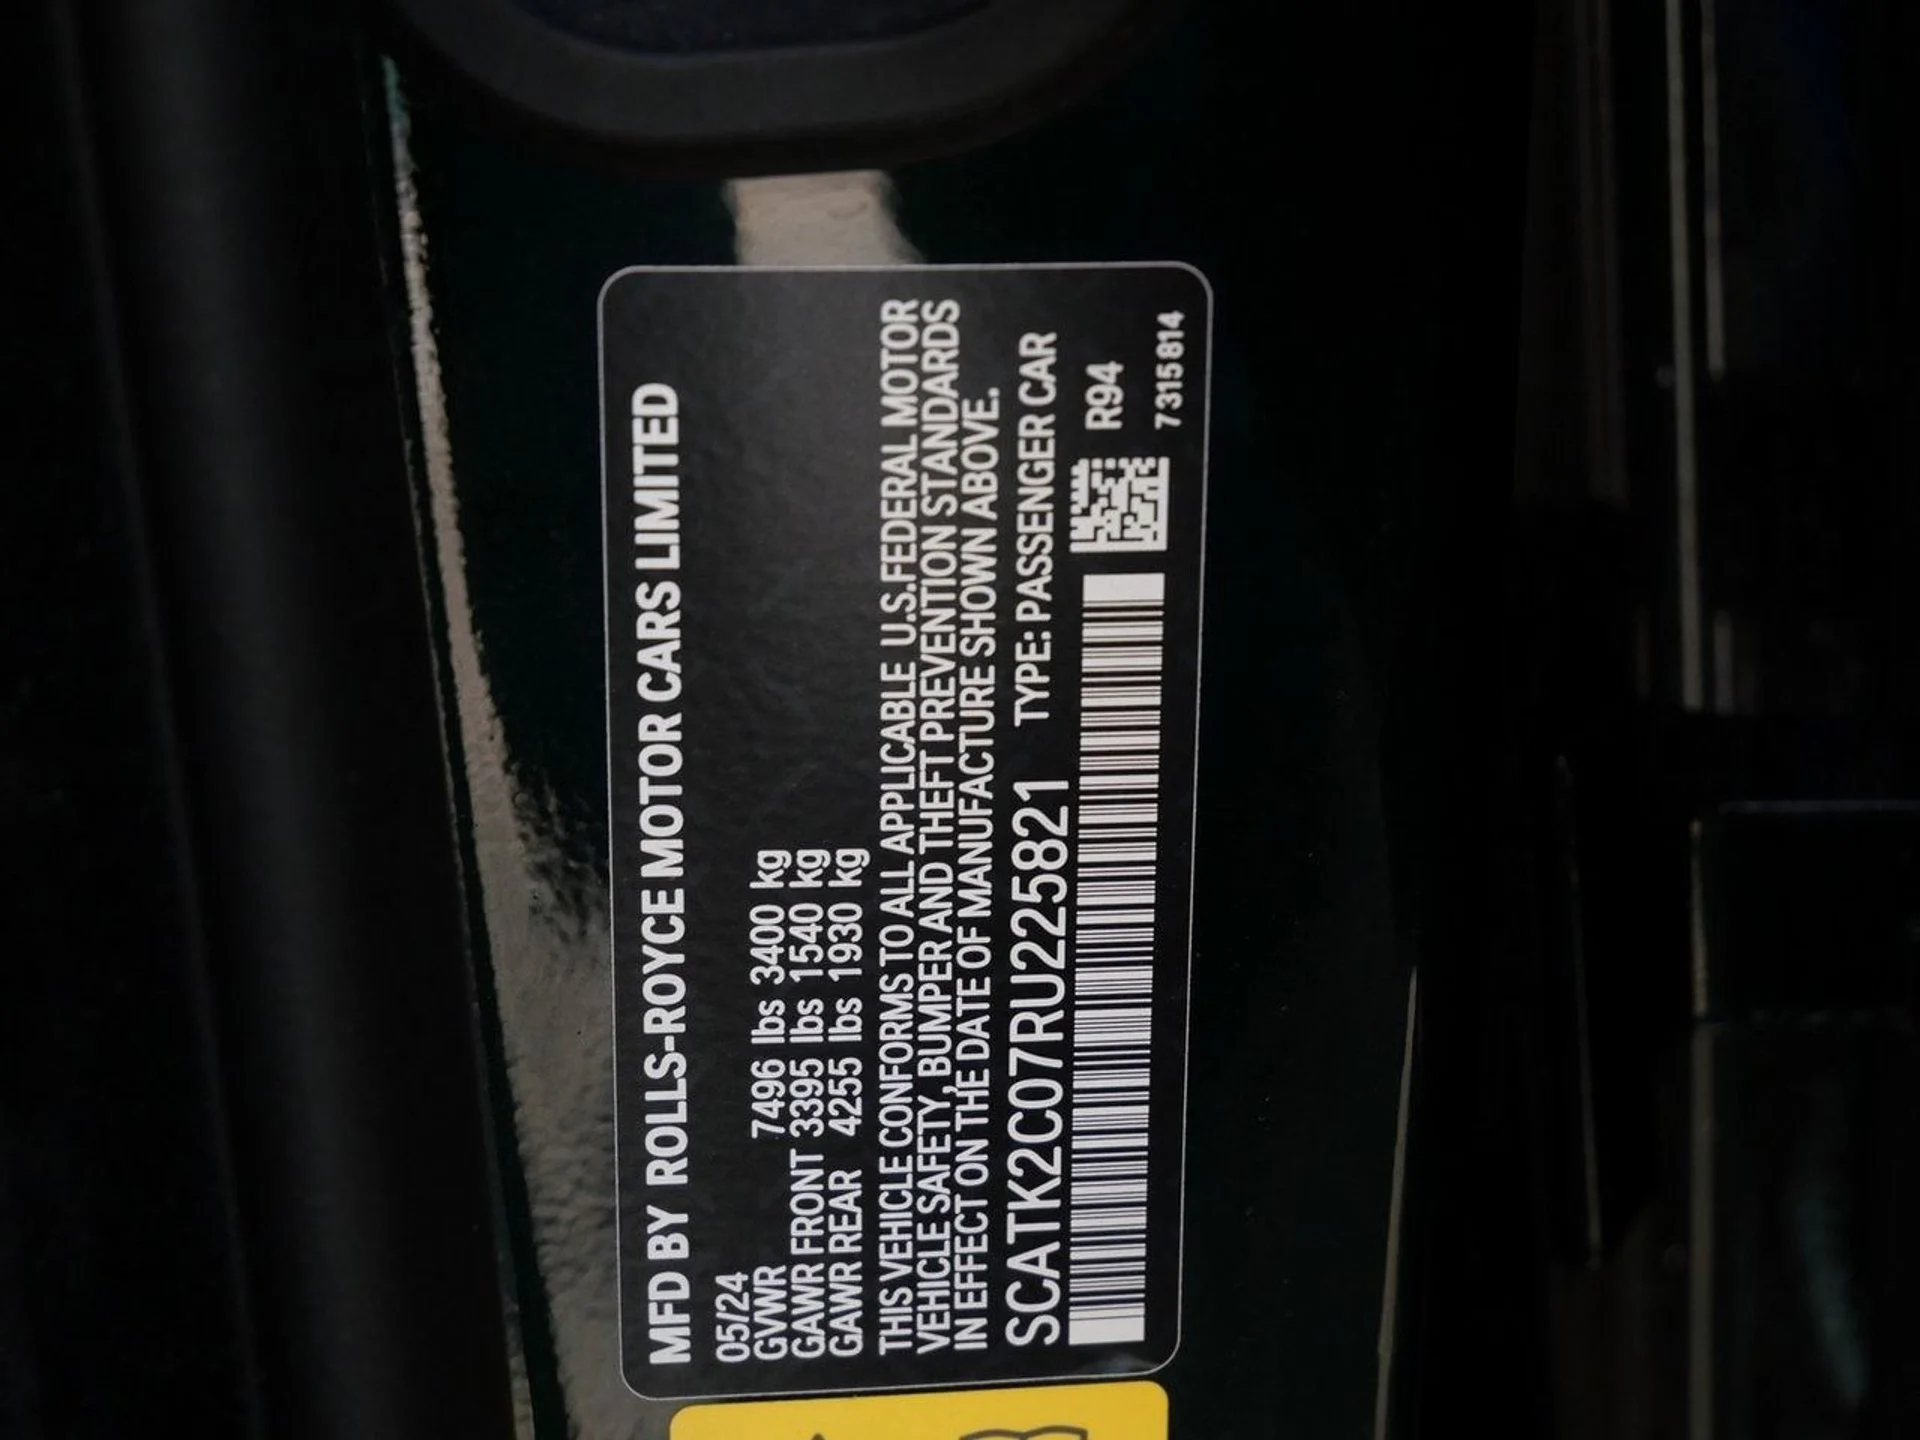 MFD BY ROLLS-ROYCE MOTOR CARS LIMITED
05/24
GVWR 7496 lbs 3400 kg
GAWR FRONT 3395 lbs 1540 kg
GAWR REAR 4255 lbs 1930 kg
THIS VEHICLE CONFORMS TO ALL APPLICABLE U.S.FEDERAL MOTOR
VEHICLE SAFETY, BUMPER AND THEFT PREVENTION STANDARDS
IN EFFECT ON THE DATE OF MANUFACTURE SHOWN ABOVE.
SCATK2C07RU225821 TYPE: PASSENGER CAR
R94
7315814